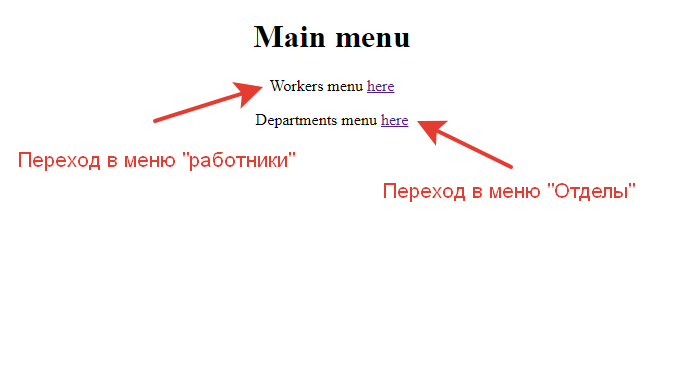 Main menu
Workers menu here
Departments menu here
Переход в меню "работники"
Переход в меню "Отделы"